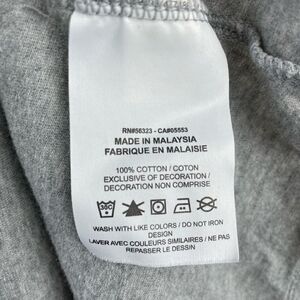 RN#56323 - CA#05553
MADE IN MALAYSIA
FABRIQUE EN MALAISIE
100% COTTON / COTON
EXCLUSIVE OF DECORATION /
DECORATION NON COMPRISE
WASH WITH LIKE COLORS / DO NOT IRON
DESIGN
LAVER AVEC COULEURS SIMILAIRES / NE PAS
REPASSER LE DESSIN